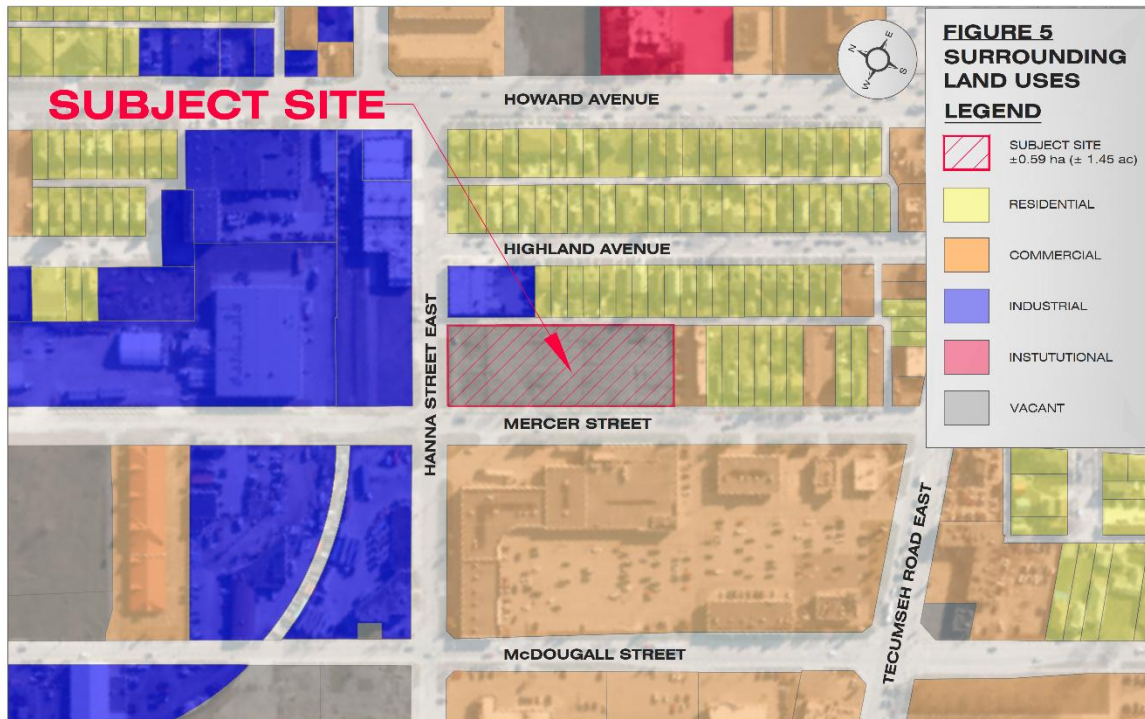 FIGURE 5
SURROUNDING
LAND USES
LEGEND
SUBJECT SITE
±0.59 ha (± 1.45 ac)
RESIDENTIAL
COMMERCIAL
INDUSTRIAL
INSTUTUTIONAL
VACANT
N
E
S
W
SUBJECT SITE
HOWARD AVENUE
HIGHLAND AVENUE
HANNA STREET EAST
MERCER STREET
TECUMSEH ROAD EAST
McDOUGALL STREET